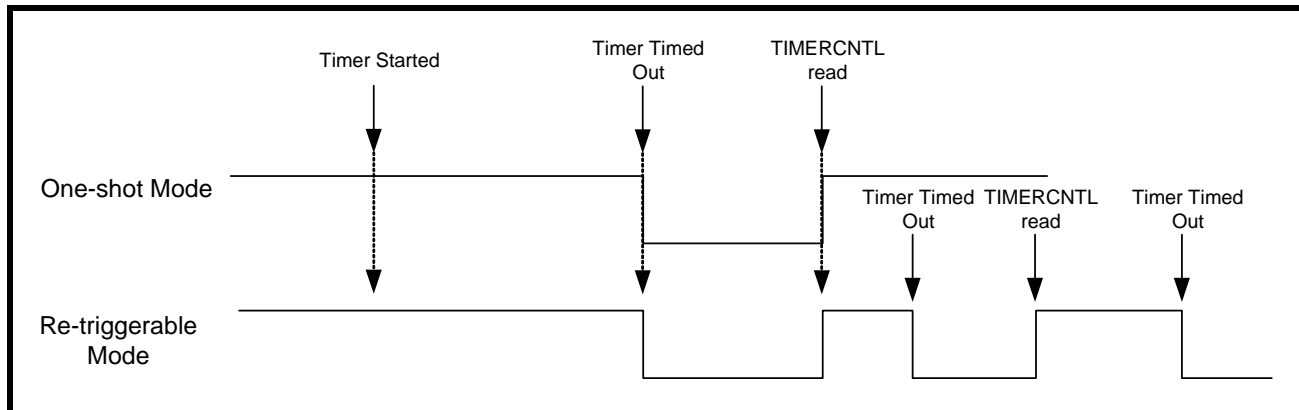 Timer Started
Timer Timed
Out
TIMERCNTL
read
One-shot Mode
Timer Timed
Out
TIMERCNTL
read
Timer Timed
Out
Re-triggerable
Mode